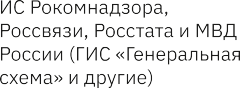 ИС Рокомнадзора,
Россвязи, Росстата и МВД
России (ГИС «Генеральная
схема» и другие)